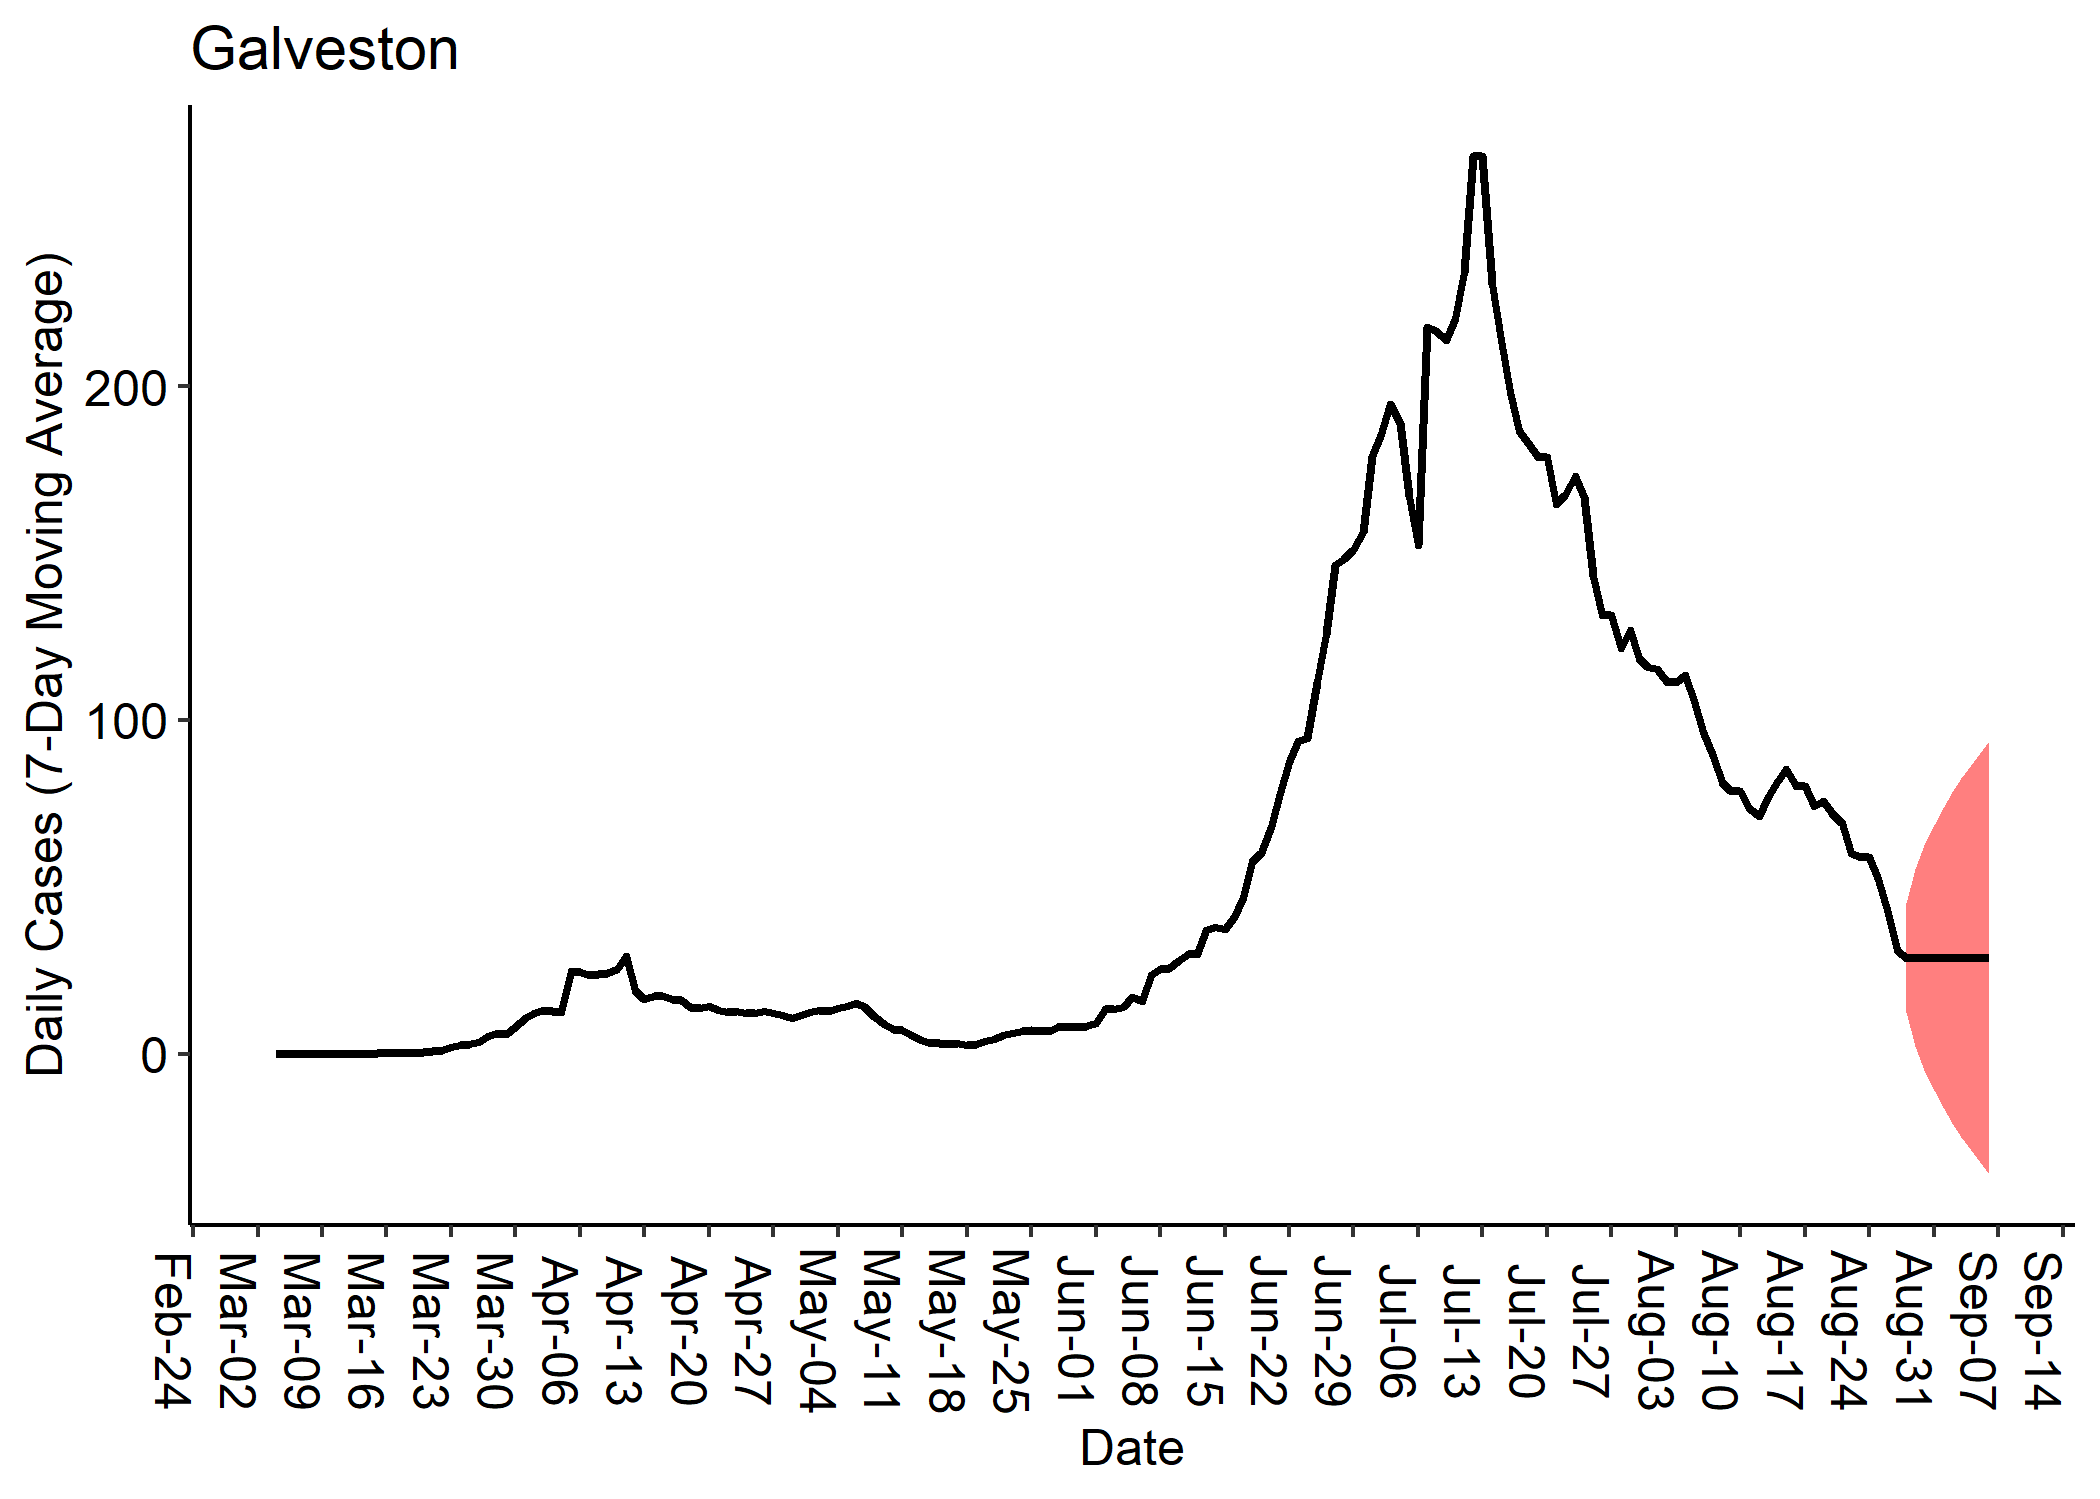 Galveston
Daily Cases (7-Day Moving Average)
200
100
0
Feb-24
Mar-02
Mar-09
Mar-16
Mar-23
Mar-30
Apr-06
Apr-13
Apr-20
Apr-27
May-04
May-11
May-18
May-25
Jun-01
Jun-08
Jun-15
Jun-22
Jun-29
Jul-06
Jul-13
Jul-20
Jul-27
Aug-03
Aug-10
Aug-17
Aug-24
Aug-31
Sep-07
Sep-14
Date